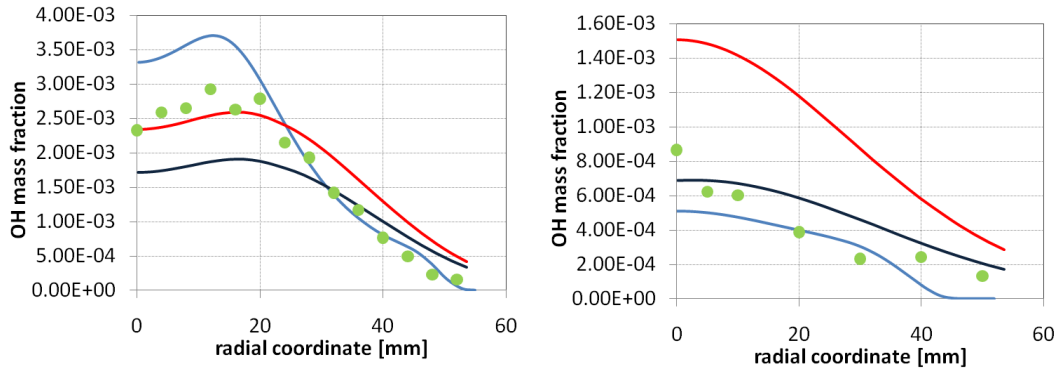 4.00E-03
3.50E-03
3.00E-03
2.50E-03
2.00E-03
1.50E-03
1.00E-03
5.00E-04
0.00E+00
OH mass fraction
0 20 40 60
radial coordinate [mm]
1.60E-03
1.40E-03
1.20E-03
1.00E-03
8.00E-04
6.00E-04
4.00E-04
2.00E-04
0.00E+00
OH mass fraction
0 20 40 60
radial coordinate [mm]